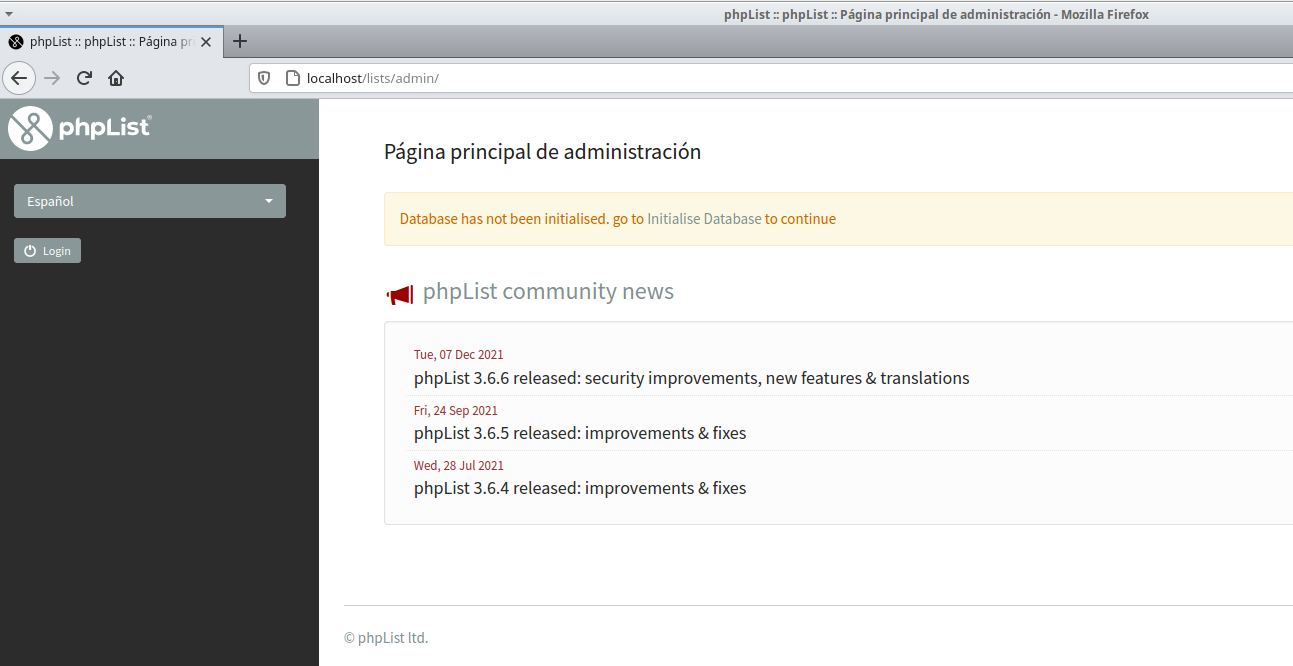 phpList :: phpList :: Página principal de administración - Mozilla Firefox
phpList :: phpList :: Página pr
localhost/lists/admin/
phpList®
Español
Login
Página principal de administración
Database has not been initialised. go to Initialise Database to continue
phpList community news
Tue, 07 Dec 2021
phpList 3.6.6 released: security improvements, new features & translations
Fri, 24 Sep 2021
phpList 3.6.5 released: improvements & fixes
Wed, 28 Jul 2021
phpList 3.6.4 released: improvements & fixes
© phpList ltd.